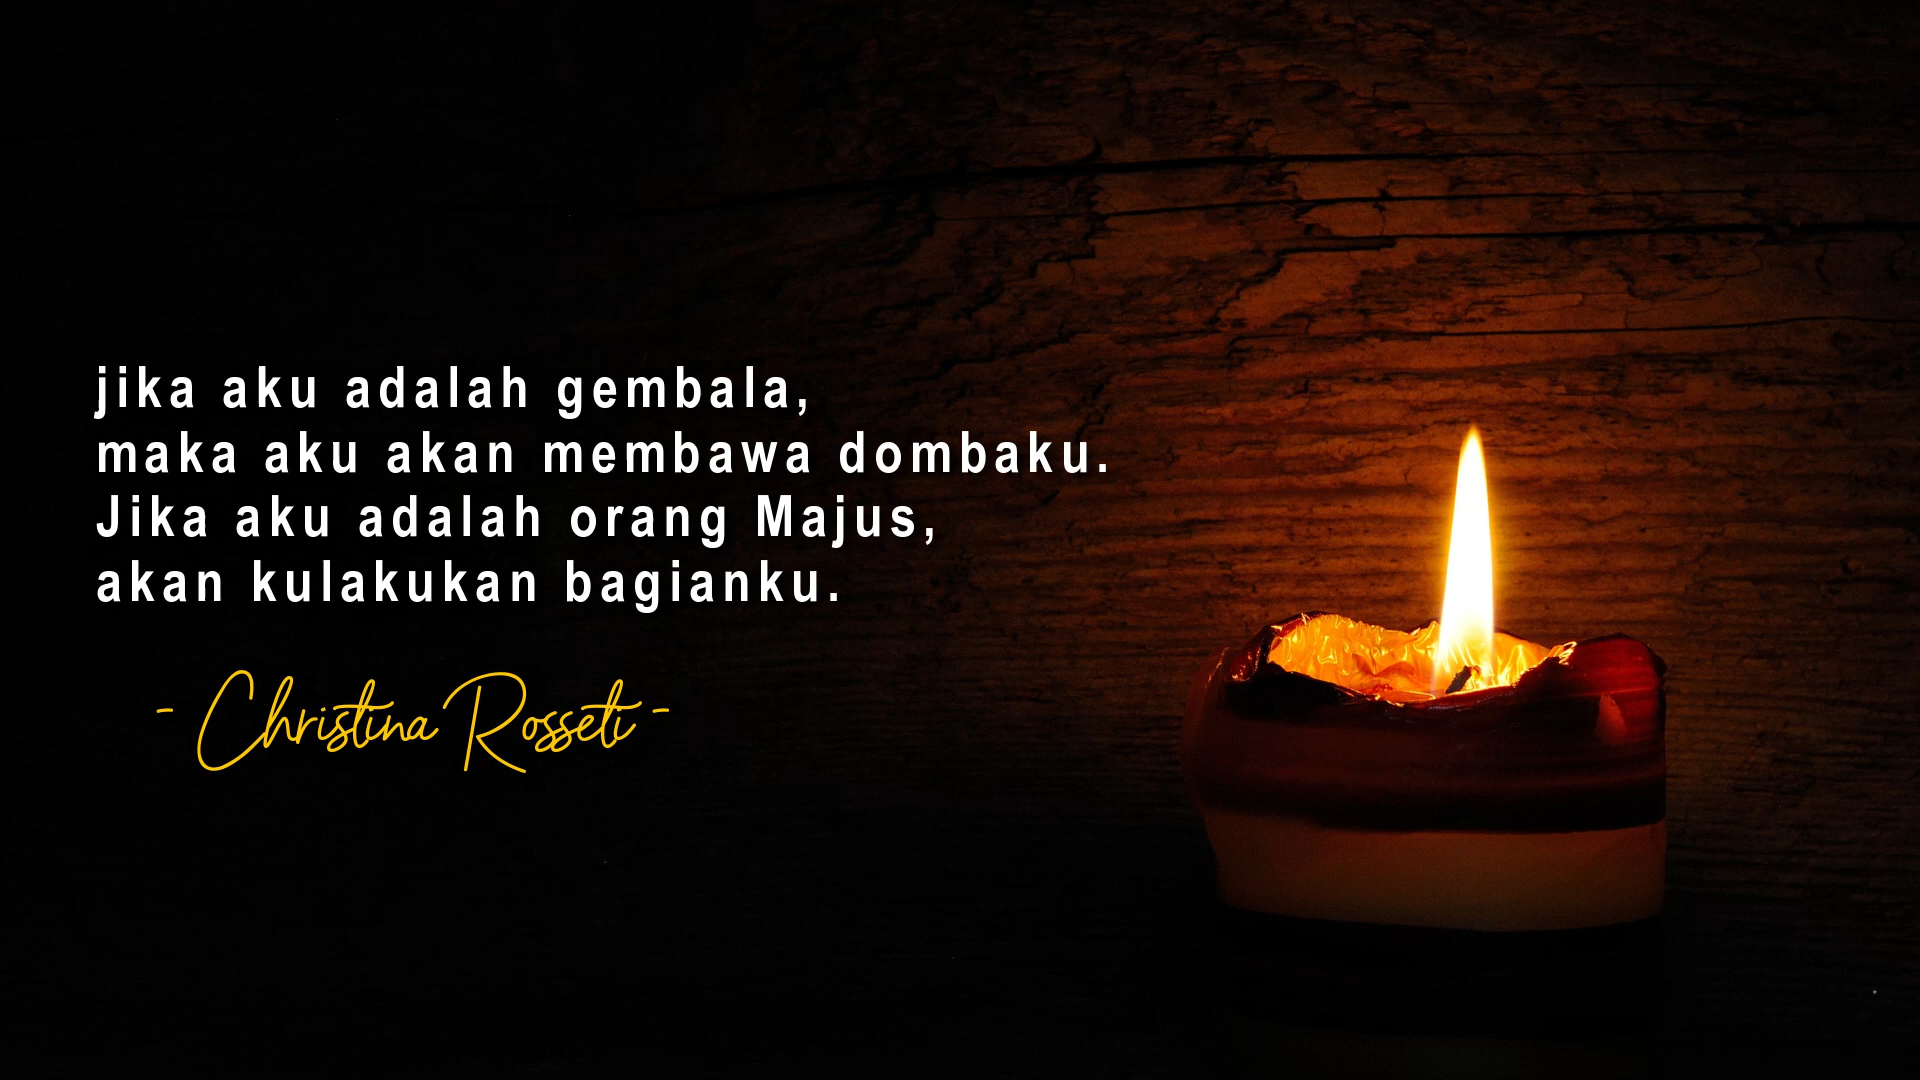 jika aku adalah gembala,
maka aku akan membawa dombaku.
Jika aku adalah orang Majus,
akan kulakukan bagianku.
- Christina Rosseti -